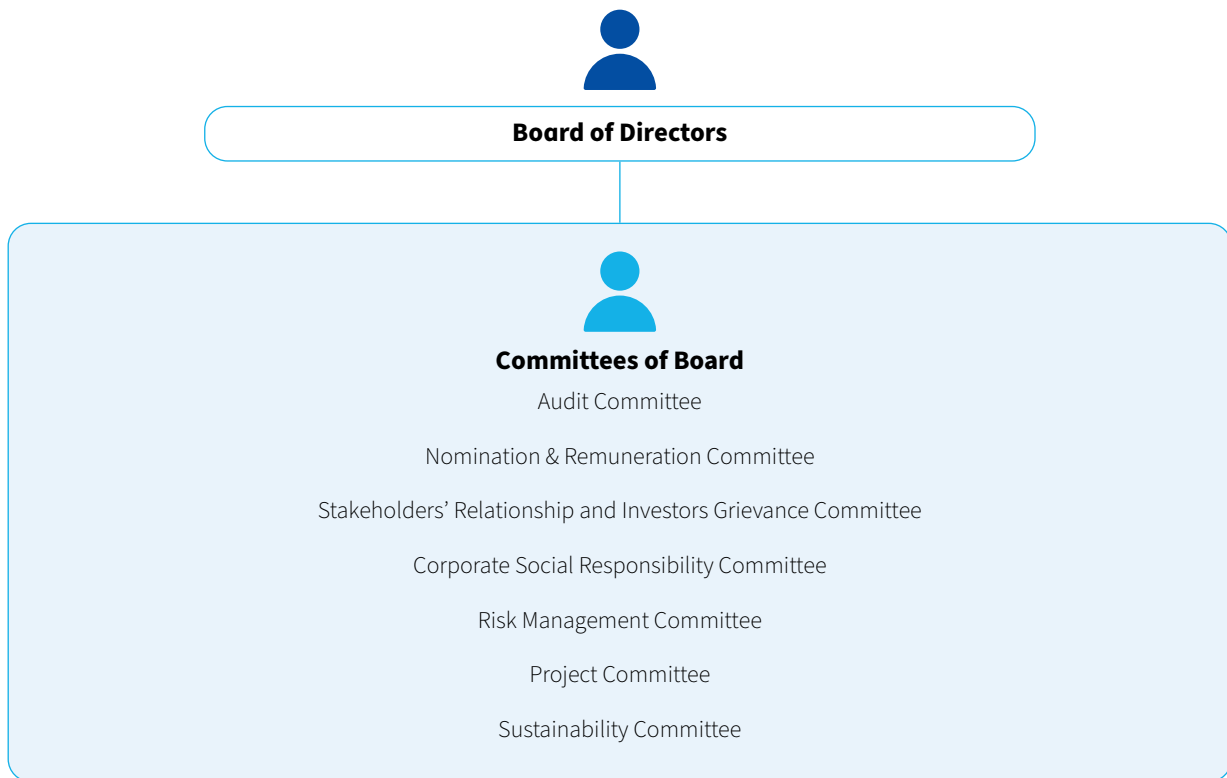 Board of Directors
Committees of Board
Audit Committee
Nomination & Remuneration Committee
Stakeholders’ Relationship and Investors Grievance Committee
Corporate Social Responsibility Committee
Risk Management Committee
Project Committee
Sustainability Committee